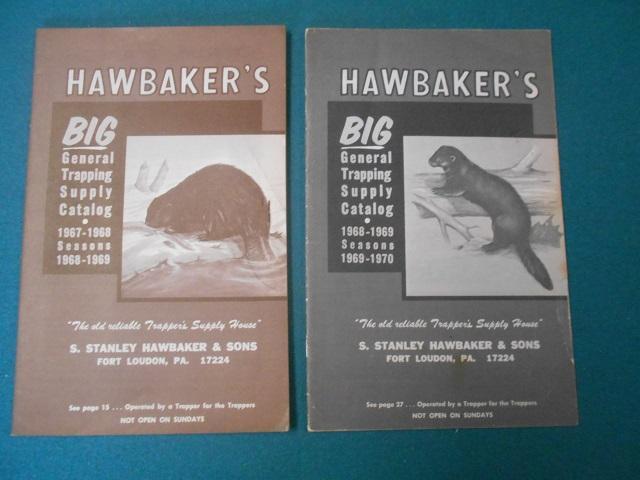 HAWBAKER'S
BIG
General
Trapping
Supply
Catalog
•
1967-1968
Seasons
1968-1969
"The old reliable Trapper's Supply House"
S. STANLEY HAWBAKER & SONS
FORT LOUDON, PA. 17224
See page 15 . . . Operated by a Trapper for the Trappers
NOT OPEN ON SUNDAYS
HAWBAKER'S
BIG
General
Trapping
Supply
Catalog
•
1968-1969
Seasons
1969-1970
"The old reliable Trapper's Supply House"
S. STANLEY HAWBAKER & SONS
FORT LOUDON, PA. 17224
See page 27 . . . Operated by a Trapper for the Trappers
NOT OPEN ON SUNDAYS